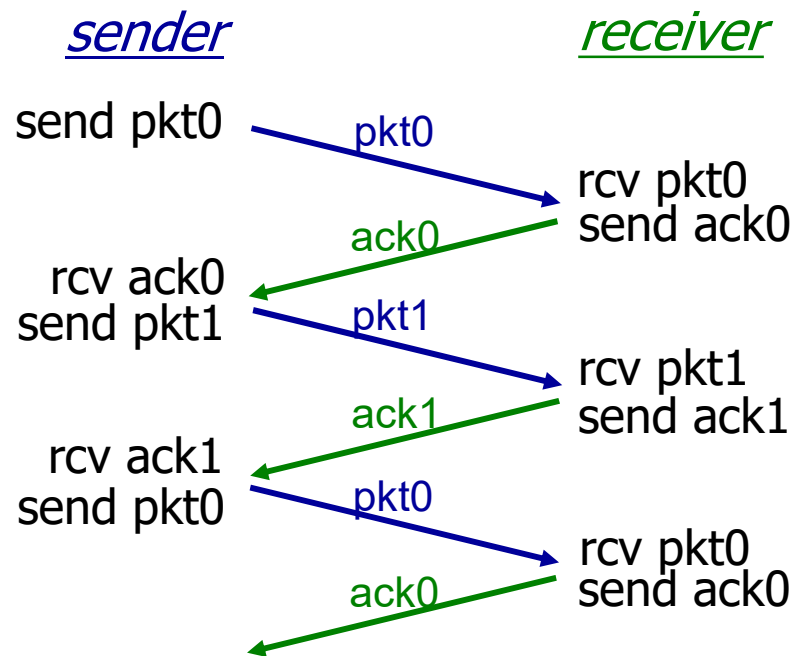 sender
receiver
send pkt0
pkt0
rcv pkt0
send ack0
ack0
rcv ack0
send pkt1
pkt1
rcv pkt1
send ack1
ack1
rcv ack1
send pkt0
pkt0
rcv pkt0
send ack0
ack0